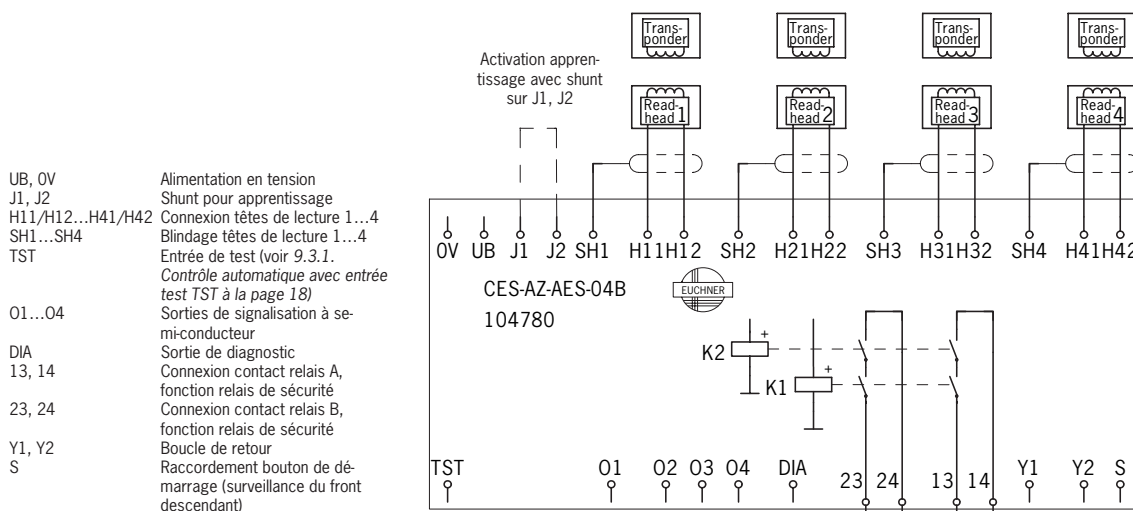 Trans-
ponder
Trans-
ponder
Trans-
ponder
Trans-
ponder
Activation appren-
tissage avec shunt
sur J1, J2
Read-
head 1
Read-
head 2
Read-
head 3
Read-
head 4
UB, 0V Alimentation en tension
J1, J2 Shunt pour apprentissage
H11/H12...H41/H42 Connexion têtes de lecture 1...4
SH1...SH4 Blindage têtes de lecture 1...4
TST Entrée de test (voir 9.3.1.
Contrôle automatique avec entrée
test TST à la page 18)
O1...O4 Sorties de signalisation à se-
mi-conducteur
DIA Sortie de diagnostic
13, 14 Connexion contact relais A,
fonction relais de sécurité
23, 24 Connexion contact relais B,
fonction relais de sécurité
Y1, Y2 Boucle de retour
S Raccordement bouton de dé-
marrage (surveillance du front
descendant)
0V UB J1 J2 SH1 H11 H12 SH2 H21 H22 SH3 H31 H32 SH4 H41 H42
CES-AZ-AES-04B
EUCHNER
104780
K2 +
K1 +
TST O1 O2 O3 O4 DIA 23 24 13 14 Y1 Y2 S